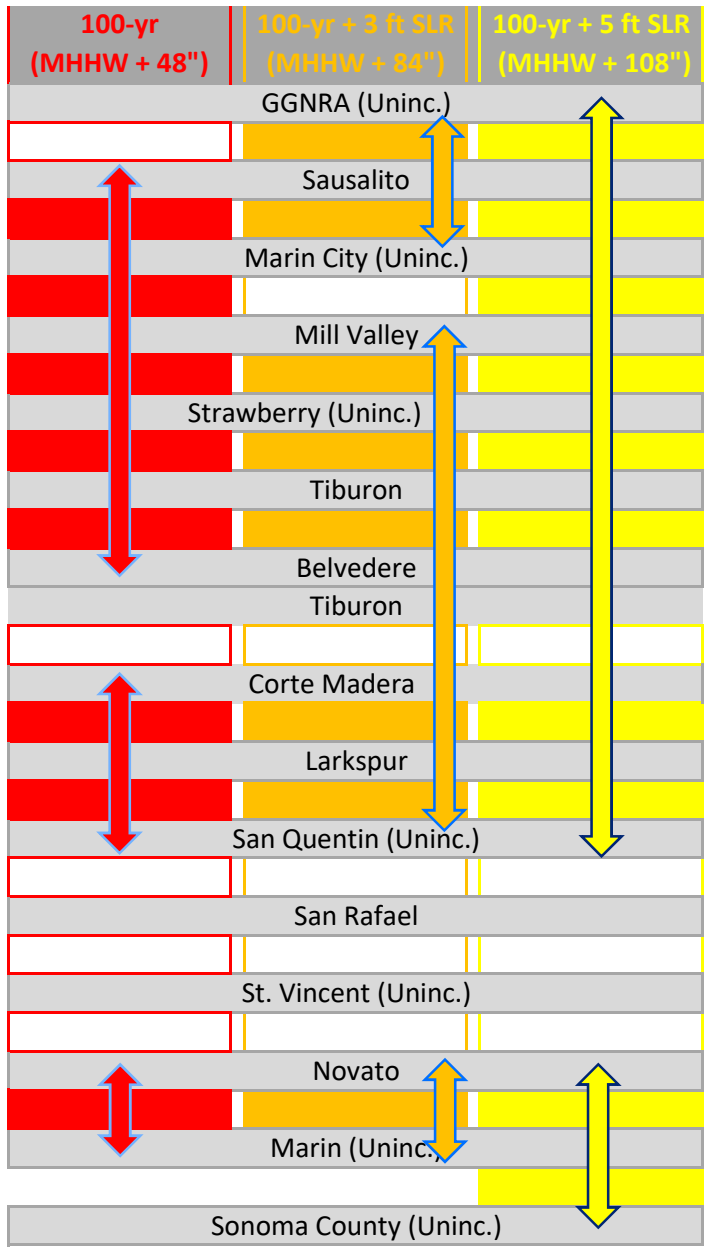 100-yr
(MHHW + 48")
100-yr + 3 ft SLR
(MHHW + 84")
100-yr + 5 ft SLR
(MHHW + 108")
GGNRA (Uninc.)
Sausalito
Marin City (Uninc.)
Mill Valley
Strawberry (Uninc.)
Tiburon
Belvedere
Tiburon
Corte Madera
Larkspur
San Quentin (Uninc.)
San Rafael
St. Vincent (Uninc.)
Novato
Marin (Uninc.)
Sonoma County (Uninc.)